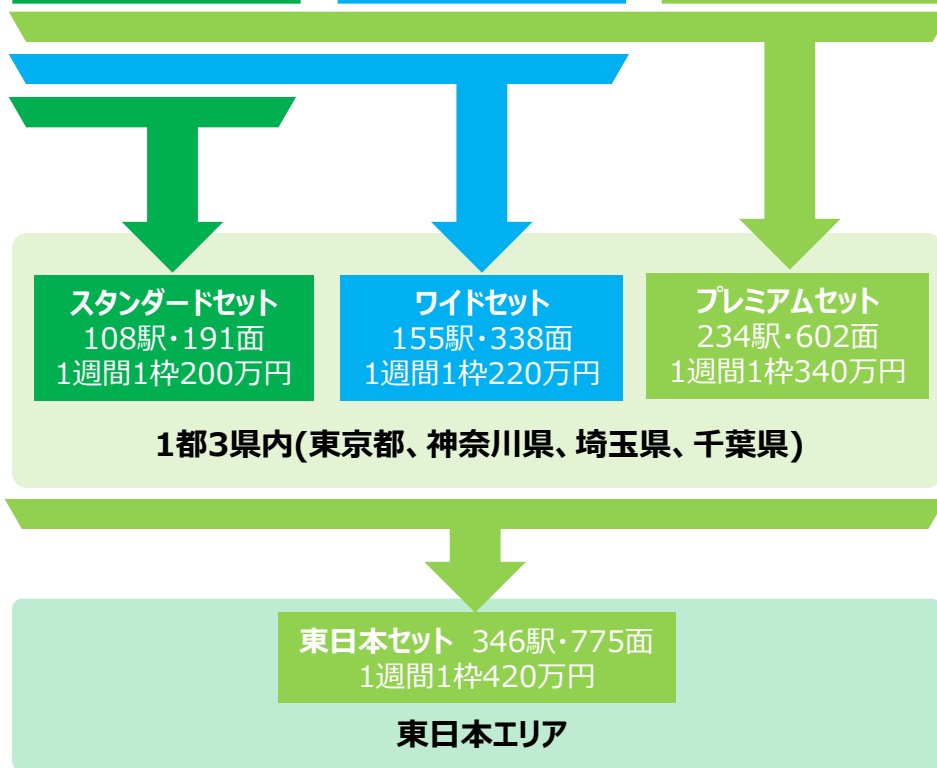 スタンダードセット
108駅・191面
1週間1枠200万円
ワイドセット
155駅・338面
1週間1枠220万円
プレミアムセット
234駅・602面
1週間1枠340万円
1都3県内(東京都、神奈川県、埼玉県、千葉県)
東日本セット 346駅・775面
1週間1枠420万円
東日本エリア